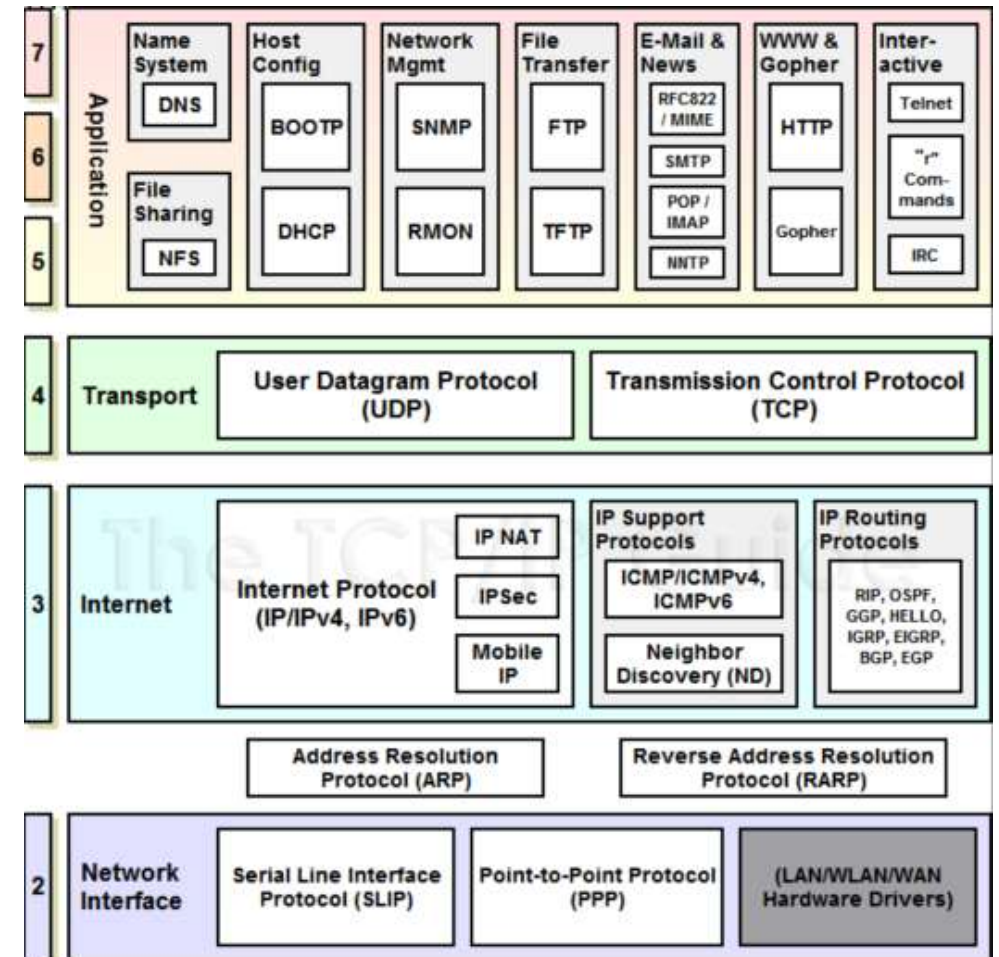 7
6
5
Application
Name
System
DNS
File
Sharing
NFS
Host
Config
BOOTP
DHCP
Network
Mgmt
SNMP
RMON
File
Transfer
FTP
TFTP
E-Mail &
News
RFC822
/ MIME
SMTP
POP /
IMAP
NNTP
WWW &
Gopher
HTTP
Gopher
Inter-
active
Telnet
"r"
Com-
mands
IRC
4
Transport
User Datagram Protocol
(UDP)
Transmission Control Protocol
(TCP)
3
Internet
The TCP/IP Guide
Internet Protocol
(IP/IPv4, IPv6)
IP NAT
IPSec
Mobile
IP
IP Support
Protocols
ICMP/ICMPv4,
ICMPv6
Neighbor
Discovery (ND)
IP Routing
Protocols
RIP, OSPF,
GGP, HELLO,
IGRP, EIGRP,
BGP, EGP
Address Resolution
Protocol (ARP)
Reverse Address Resolution
Protocol (RARP)
2
Network
Interface
Serial Line Interface
Protocol (SLIP)
Point-to-Point Protocol
(PPP)
(LAN/WLAN/WAN
Hardware Drivers)